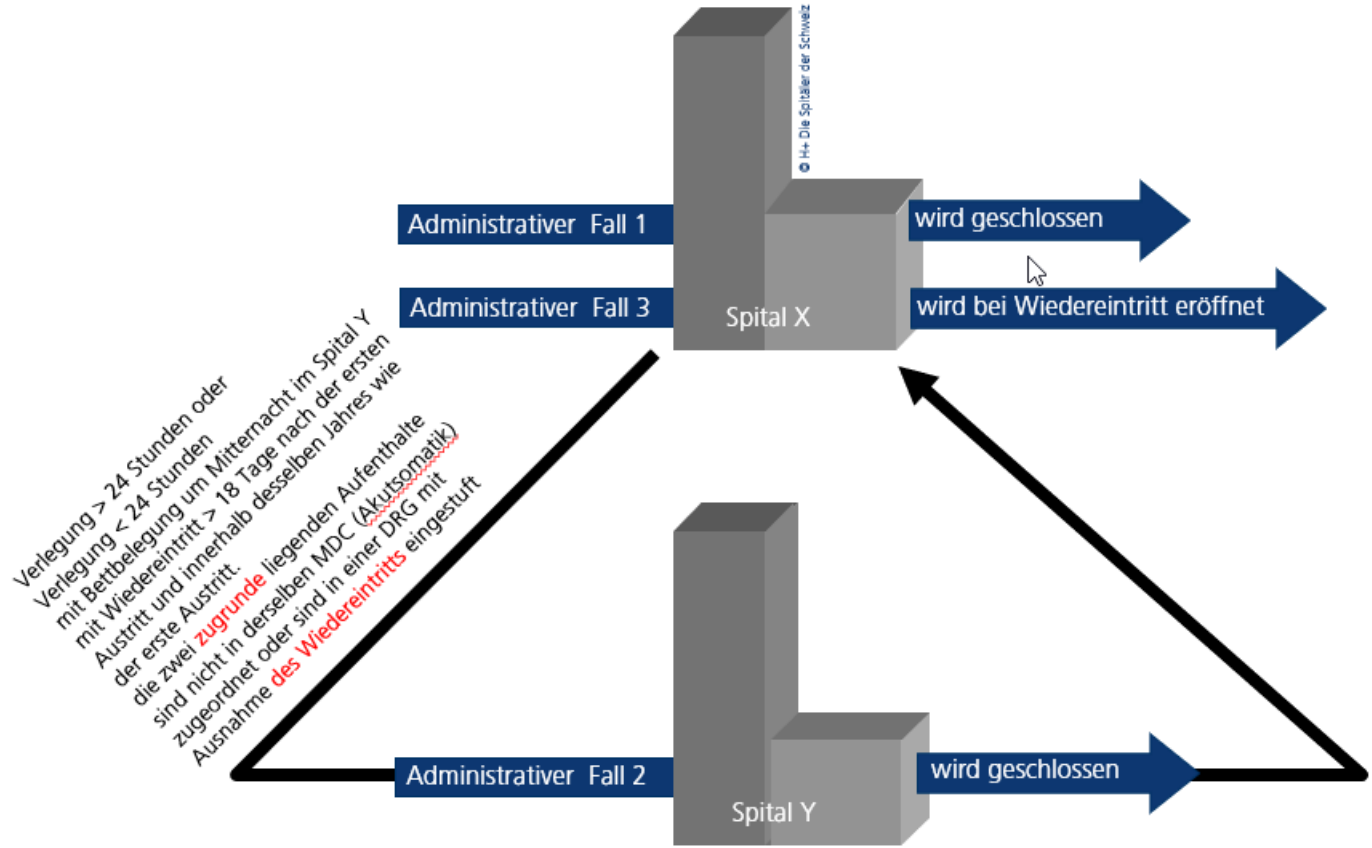 © H+ Die Spitäler der Schweiz
Administrativer Fall 1
wird geschlossen
Administrativer Fall 3
Spital X
wird bei Wiedereintritt eröffnet
Verlegung > 24 Stunden oder
Verlegung < 24 Stunden
mit Bettbelegung um Mitternacht im Spital Y
mit Wiedereintritt > 18 Tage nach der ersten
Austritt und innerhalb desselben Jahres wie
der erste Austritt.
die zwei zugrunde liegenden Aufenthalte
sind nicht in derselben MDC (Akutsomatik)
zugeordnet oder sind in einer DRG mit
Ausnahme des Wiedereintritts eingestuft
Administrativer Fall 2
wird geschlossen
Spital Y